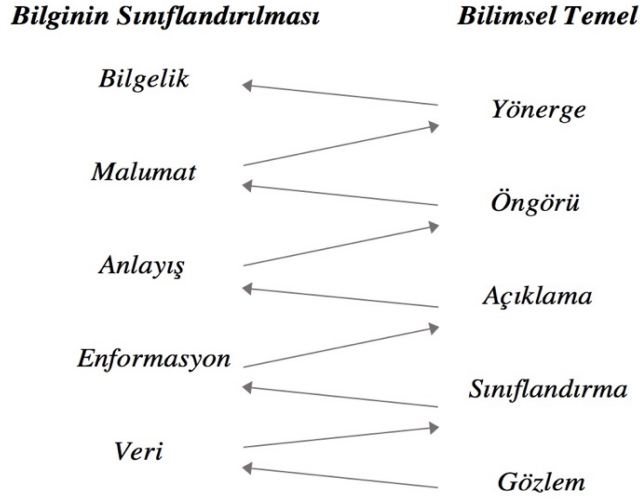 Bilginin Sınıflandırılması
Bilimsel Temel
Bilgelik
Yönerge
Malumat
Öngörü
Anlayış
Açıklama
Enformasyon
Sınıflandırma
Veri
Gözlem